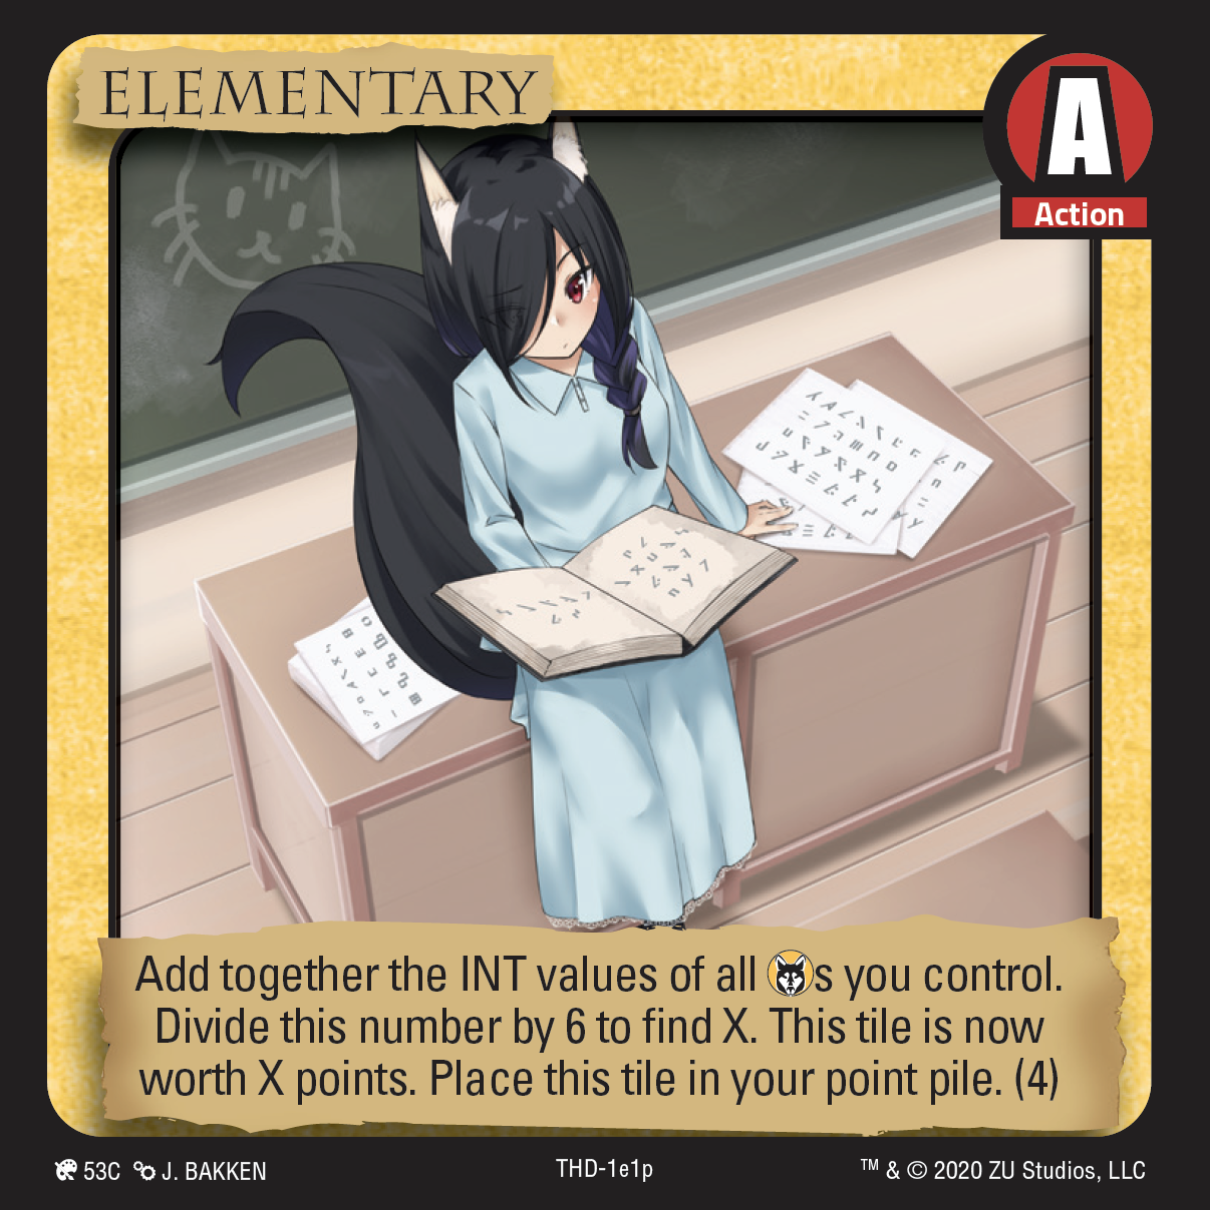 ELEMENTARY
A
Action
Add together the INT values of all s you control.
Divide this number by 6 to find X. This tile is now
worth X points. Place this tile in your point pile. (4)
53C J. BAKKEN
THD-1e1p
™ & © 2020 ZU Studios, LLC